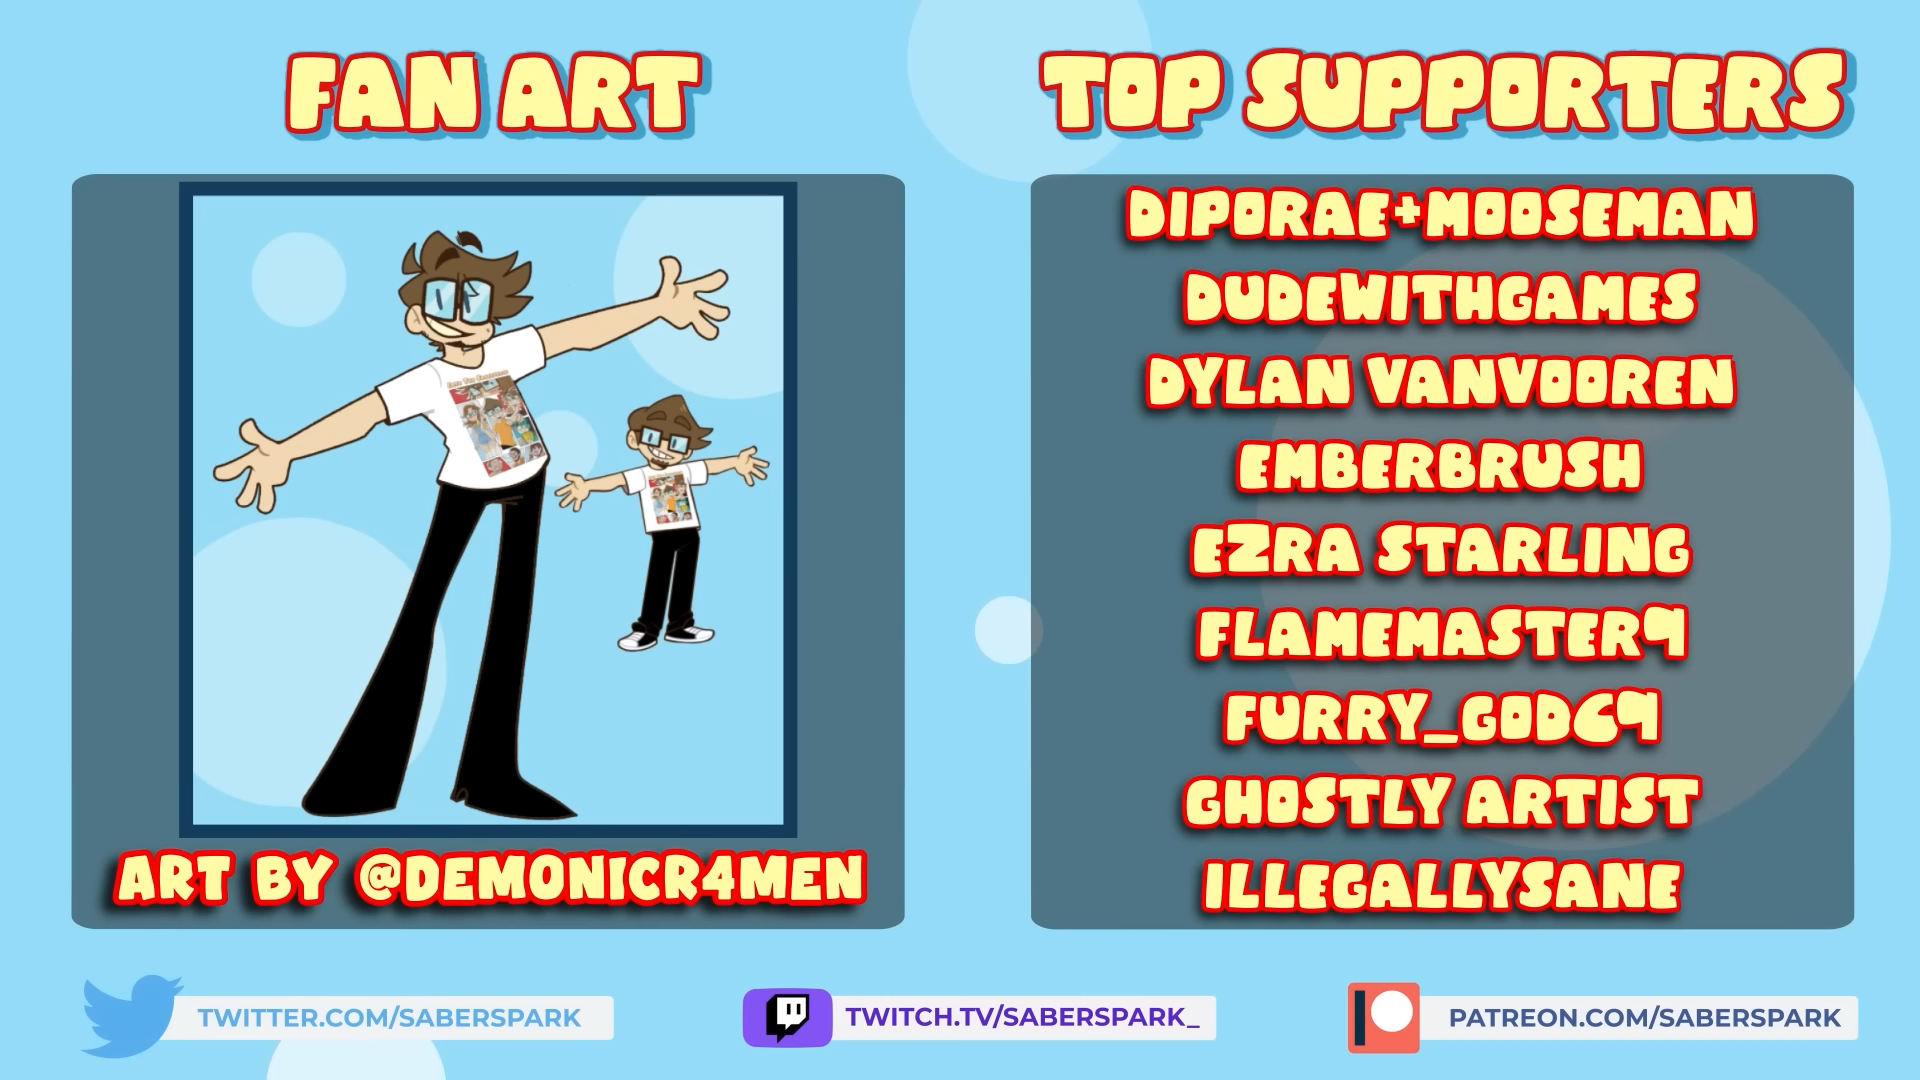 FAN ART
ART BY @DEMONICR4MEN
TOP SUPPORTERS
DIPORAE+MOOSEMAN
DUDEWITHGAMES
DYLAN VANVOOREN
EMBERBRUSH
EZRA STARLING
FLAMEMASTER9
FURRY_GOD69
GHOSTLY ARTIST
ILLEGALLYSANE
TWITTER.COM/SABERSPARK
TWITCH.TV/SABERSPARK_
PATREON.COM/SABERSPARK